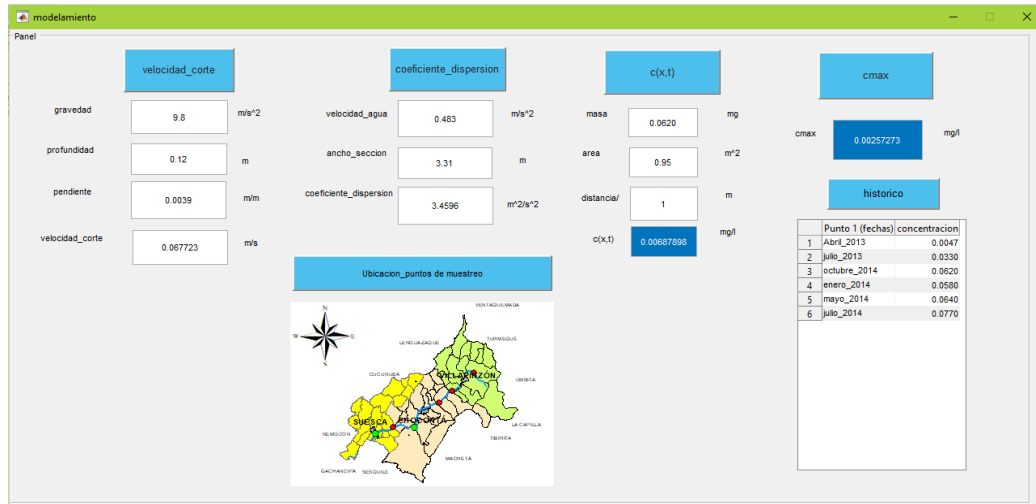 modelamiento
Panel
velocidad_corte
gravedad 9.8 m/s^2
profundidad 0.12 m
pendiente 0.0039 m/m
velocidad_corte 0.067723 m/s
coeficiente_dispersion
velocidad_agua 0.483 m/s^2
ancho_seccion 3.31 m
coeficiente_dispersion 3.4596 m^2/s^2
c(x,t)
masa 0.0620 mg
area 0.95 m^2
distancia/ 1 m
c(x,t) 0.00687898 mg/l
cmax
cmax 0.00257273 mg/l
historico
Punto 1 (fechas) concentracion
1 Abril_2013 0.0047
2 julio_2013 0.0330
3 octubre_2014 0.0620
4 enero_2014 0.0580
5 mayo_2014 0.0640
6 julio_2014 0.0770
Ubicacion_puntos de muestreo
N
W E
S
VENTAQUEMADA
LENGUAZAQUE
TURMEQUE
CUCUNUBA
VILLAPINZÓN
UMBITA
SUESCA
CHOCONTÁ
LA CAPILLA
NEMOCON
TIBIRITA
MACHETA
GACHANCIPA
SESQUILE